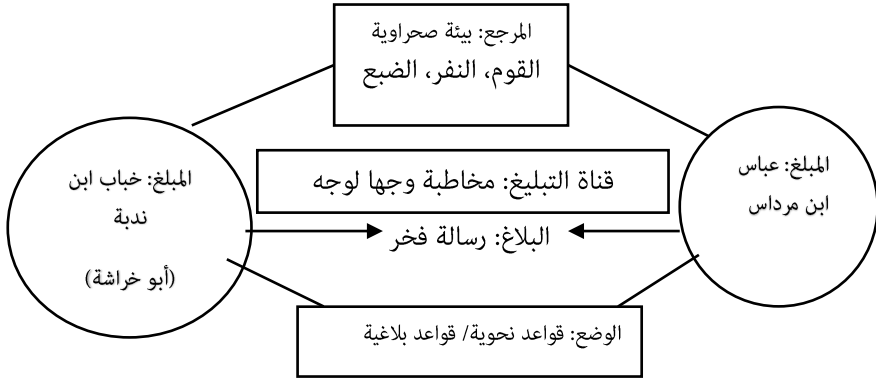 المرجع: بيئة صحراوية
القوم، النفر، الضبع
المبلغ: عباس
ابن مرداس
قناة التبليغ: مخاطبة وجها لوجه
البلاغ: رسالة فخر
المبلغ: خباب ابن
ندبة
(أبو خراشة)
الوضع: قواعد نحوية/ قواعد بلاغية